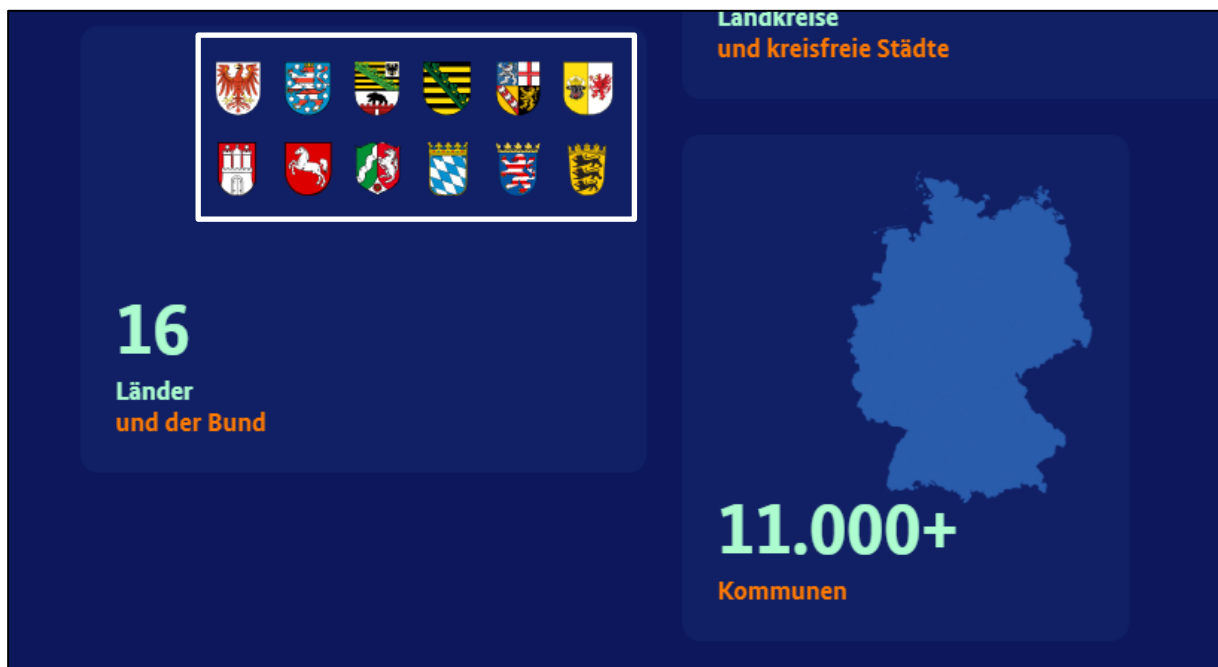 Landkreise
und kreisfreie Städte
16
Länder
und der Bund
11.000+
Kommunen